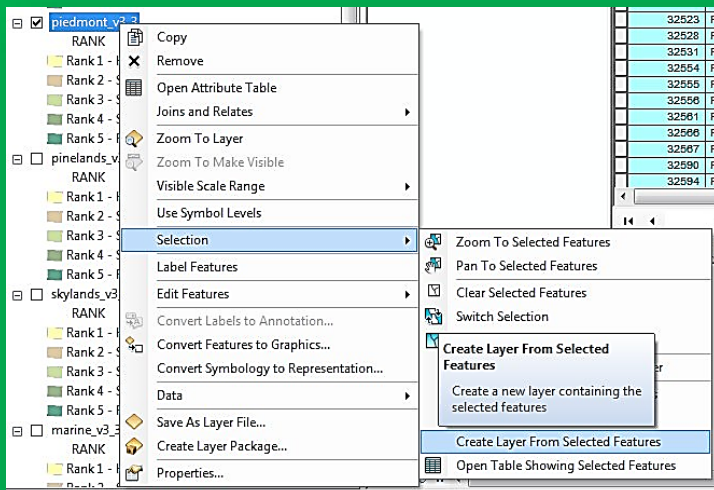 piedmont_v3_3
RANK
Rank 1 -
Rank 2 -
Rank 3 -
Rank 4 -
Rank 5 -
pinelands_v
RANK
Rank 1 -
Rank 2 -
Rank 3 -
Rank 4 -
Rank 5 -
skylands_v3
RANK
Rank 1 -
Rank 2 -
Rank 3 -
Rank 4 -
Rank 5 -
marine_v3_3
RANK
Rank 1 -
Copy
Remove
Open Attribute Table
Joins and Relates
Zoom To Layer
Zoom To Make Visible
Visible Scale Range
Use Symbol Levels
Selection
Label Features
Edit Features
Convert Labels to Annotation...
Convert Features to Graphics...
Convert Symbology to Representation...
Data
Save As Layer File...
Create Layer Package...
Properties...
Zoom To Selected Features
Pan To Selected Features
Clear Selected Features
Switch Selection
Create Layer From Selected
Features
Create a new layer containing the
selected features
Create Layer From Selected Features
Open Table Showing Selected Features
32523
32528
32531
32554
32555
32556
32561
32566
32567
32590
32594